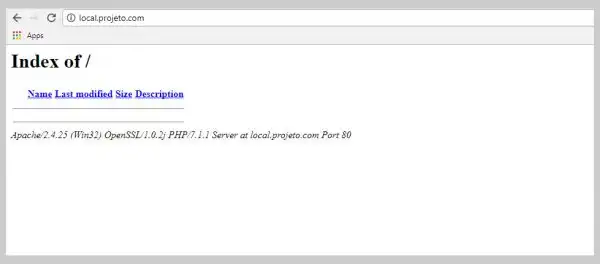 local.projeto.com
Apps
Index of /
Name Last modified Size Description
Apache/2.4.25 (Win32) OpenSSL/1.0.2j PHP/7.1.1 Server at local.projeto.com Port 80